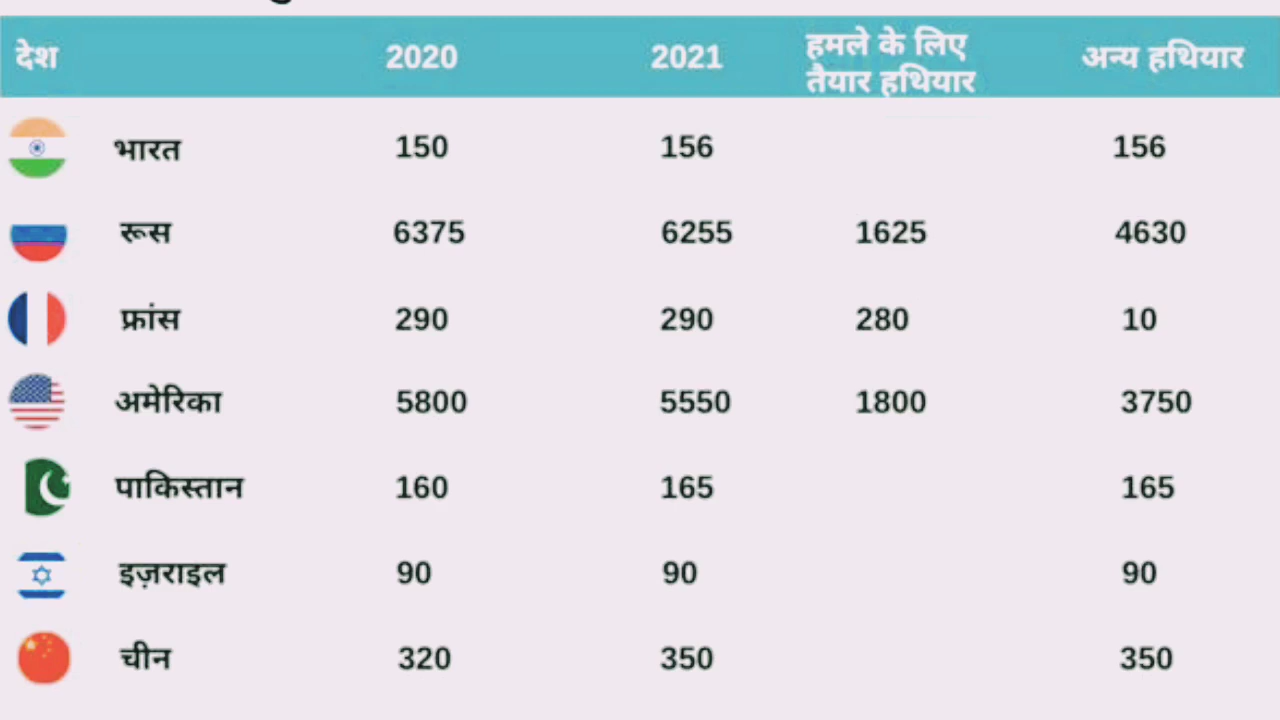 देश 2020 2021 हमले के लिए तैयार हथियार अन्य हथियार
भारत 150 156 156
रूस 6375 6255 1625 4630
फ्रांस 290 290 280 10
अमेरिका 5800 5550 1800 3750
पाकिस्तान 160 165 165
इज़राइल 90 90 90
चीन 320 350 350